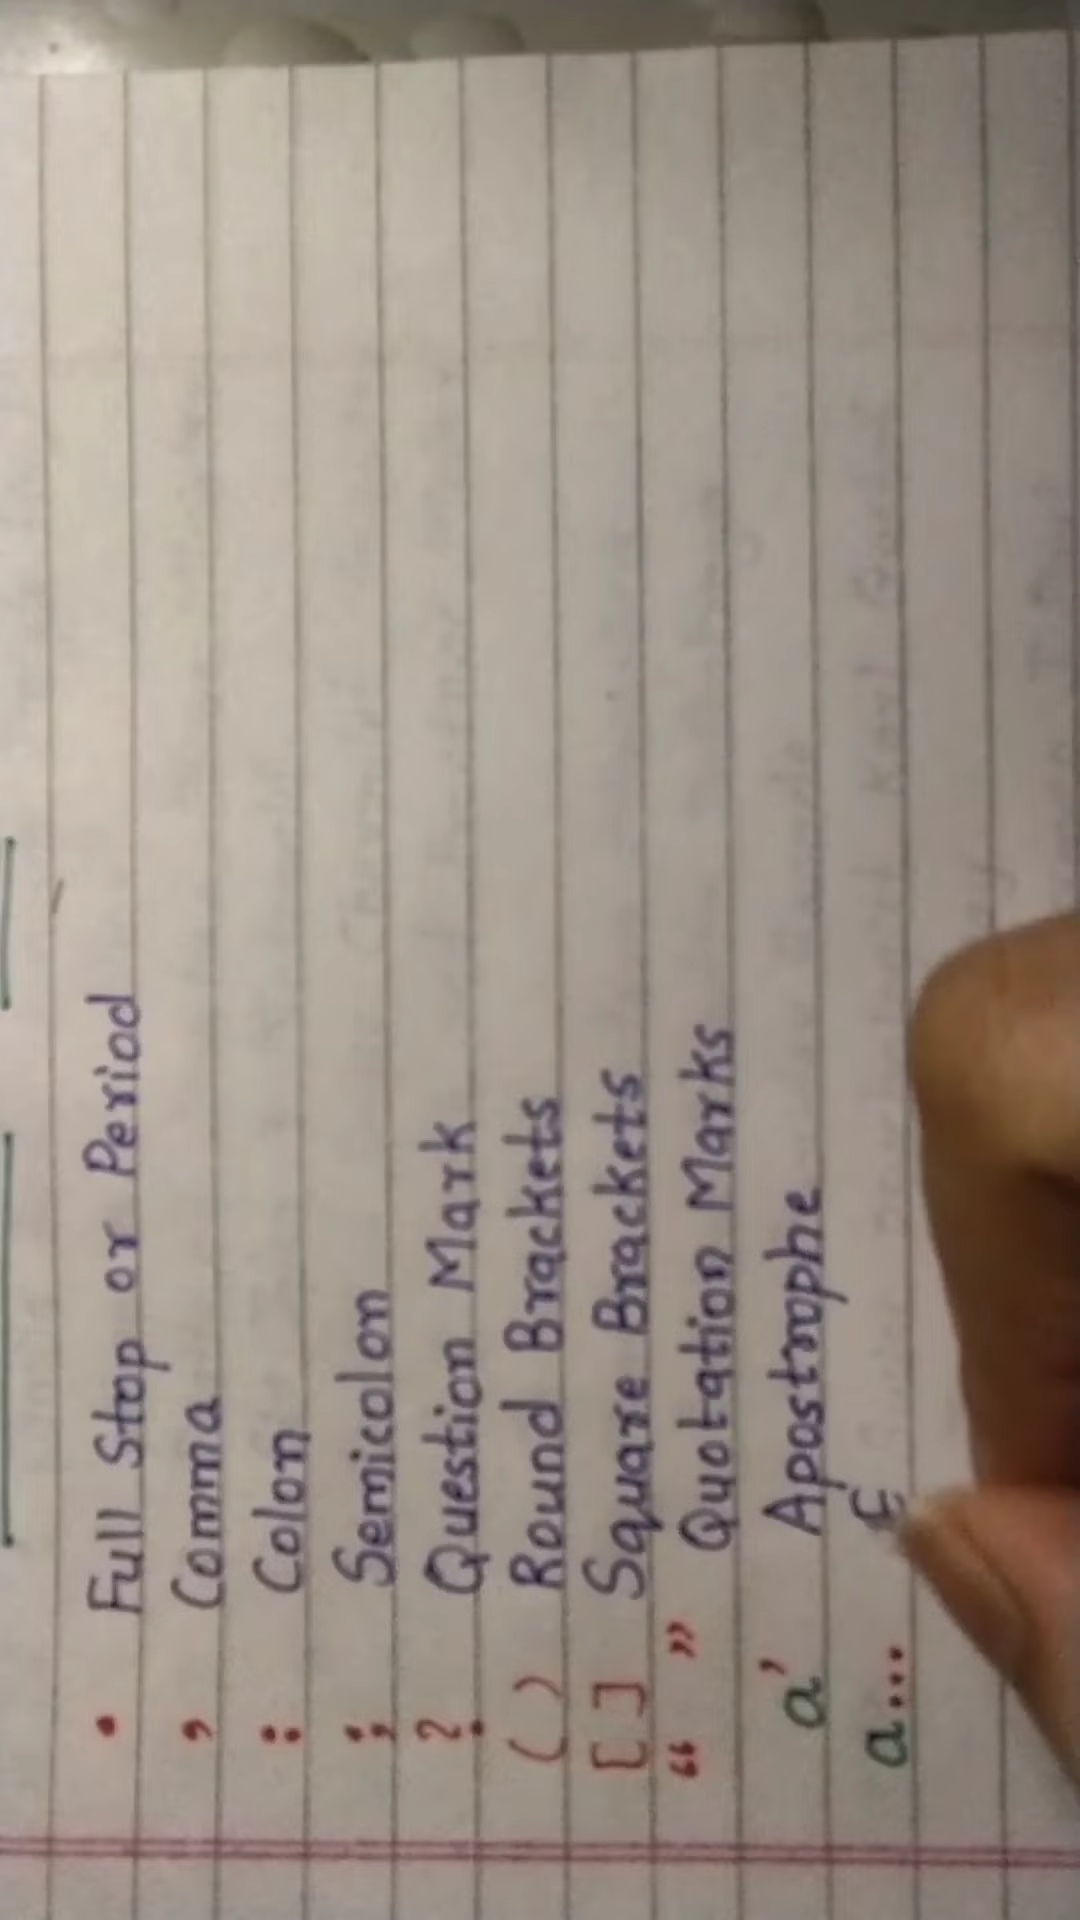 . Full Stop or Period
, Comma
: Colon
; Semicolon
? Question Mark
( ) Round Brackets
[ ] Square Brackets
“ ” Quotation Marks
a’ Apostrophe
a... E